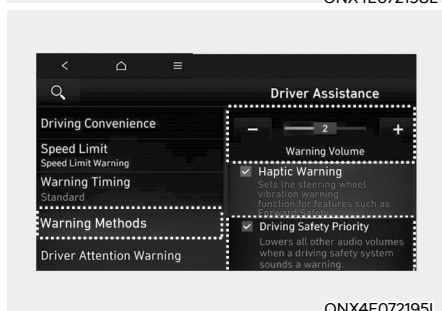 Driver Assistance
Driving Convenience
Speed Limit
Speed Limit Warning
Warning Timing
Standard
Warning Methods
Driver Attention Warning
− 2 +
Warning Volume
Haptic Warning
Sets the steering wheel
vibration warning
function for features such as
Forward Safety.
Driving Safety Priority
Lowers all other audio volumes
when a driving safety system
sounds a warning.
ONX4E072195L